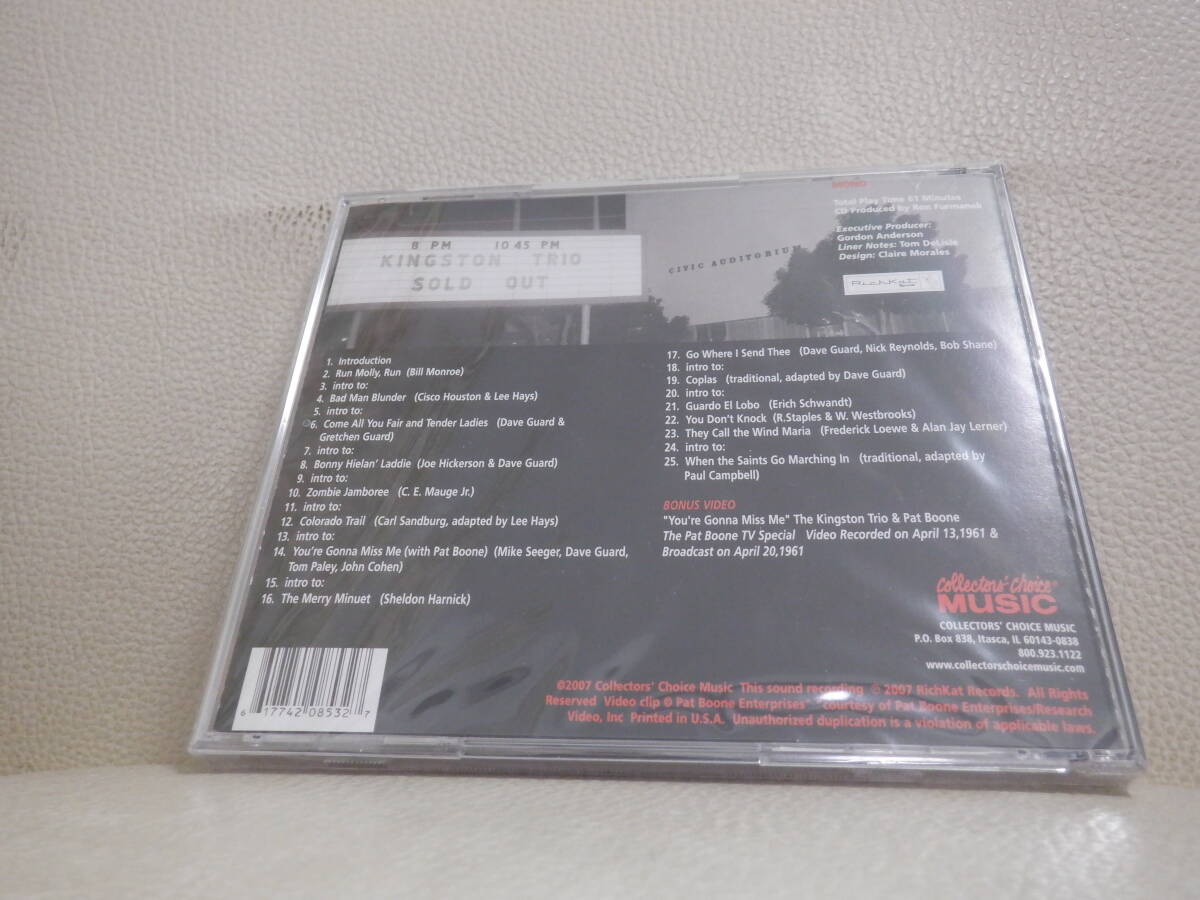 8 PM 10 45 PM
KINGSTON TRIO
SOLD OUT
CIVIC AUDITORIUM
MONO
Total Play Time 61 Minutes
CD Produced by Ron Furmanek
Executive Producer:
Gordon Anderson
Liner Notes: Tom DeLisle
Design: Claire Morales
RichKat
1. Introduction
2. Run Molly, Run (Bill Monroe)
3. intro to:
4. Bad Man Blunder (Cisco Houston & Lee Hays)
5. intro to:
6. Come All You Fair and Tender Ladies (Dave Guard &
Gretchen Guard)
7. intro to:
8. Bonny Hielan' Laddie (Joe Hickerson & Dave Guard)
9. intro to:
10. Zombie Jamboree (C. E. Mauge Jr.)
11. intro to:
12. Colorado Trail (Carl Sandburg, adapted by Lee Hays)
13. intro to:
14. You're Gonna Miss Me (with Pat Boone) (Mike Seeger, Dave Guard,
Tom Paley, John Cohen)
15. intro to:
16. The Merry Minuet (Sheldon Harnick)
17. Go Where I Send Thee (Dave Guard, Nick Reynolds, Bob Shane)
18. intro to:
19. Coplas (traditional, adapted by Dave Guard)
20. intro to:
21. Guardo El Lobo (Erich Schwandt)
22. You Don't Knock (R.Staples & W. Westbrooks)
23. They Call the Wind Maria (Frederick Loewe & Alan Jay Lerner)
24. intro to:
25. When the Saints Go Marching In (traditional, adapted by
Paul Campbell)
BONUS VIDEO
"You're Gonna Miss Me" The Kingston Trio & Pat Boone
The Pat Boone TV Special Video Recorded on April 13,1961 &
Broadcast on April 20,1961
collectors' choice®
MUSIC
COLLECTORS' CHOICE MUSIC
P.O. Box 838, Itasca, IL 60143-0838
800.923.1122
www.collectorschoicemusic.com
©2007 Collectors' Choice Music This sound recording ℗ 2007 RichKat Records. All Rights
Reserved Video clip © Pat Boone Enterprises courtesy of Pat Boone Enterprises/Research
Video, Inc Printed in U.S.A. Unauthorized duplication is a violation of applicable laws.
6 17742 08532 7